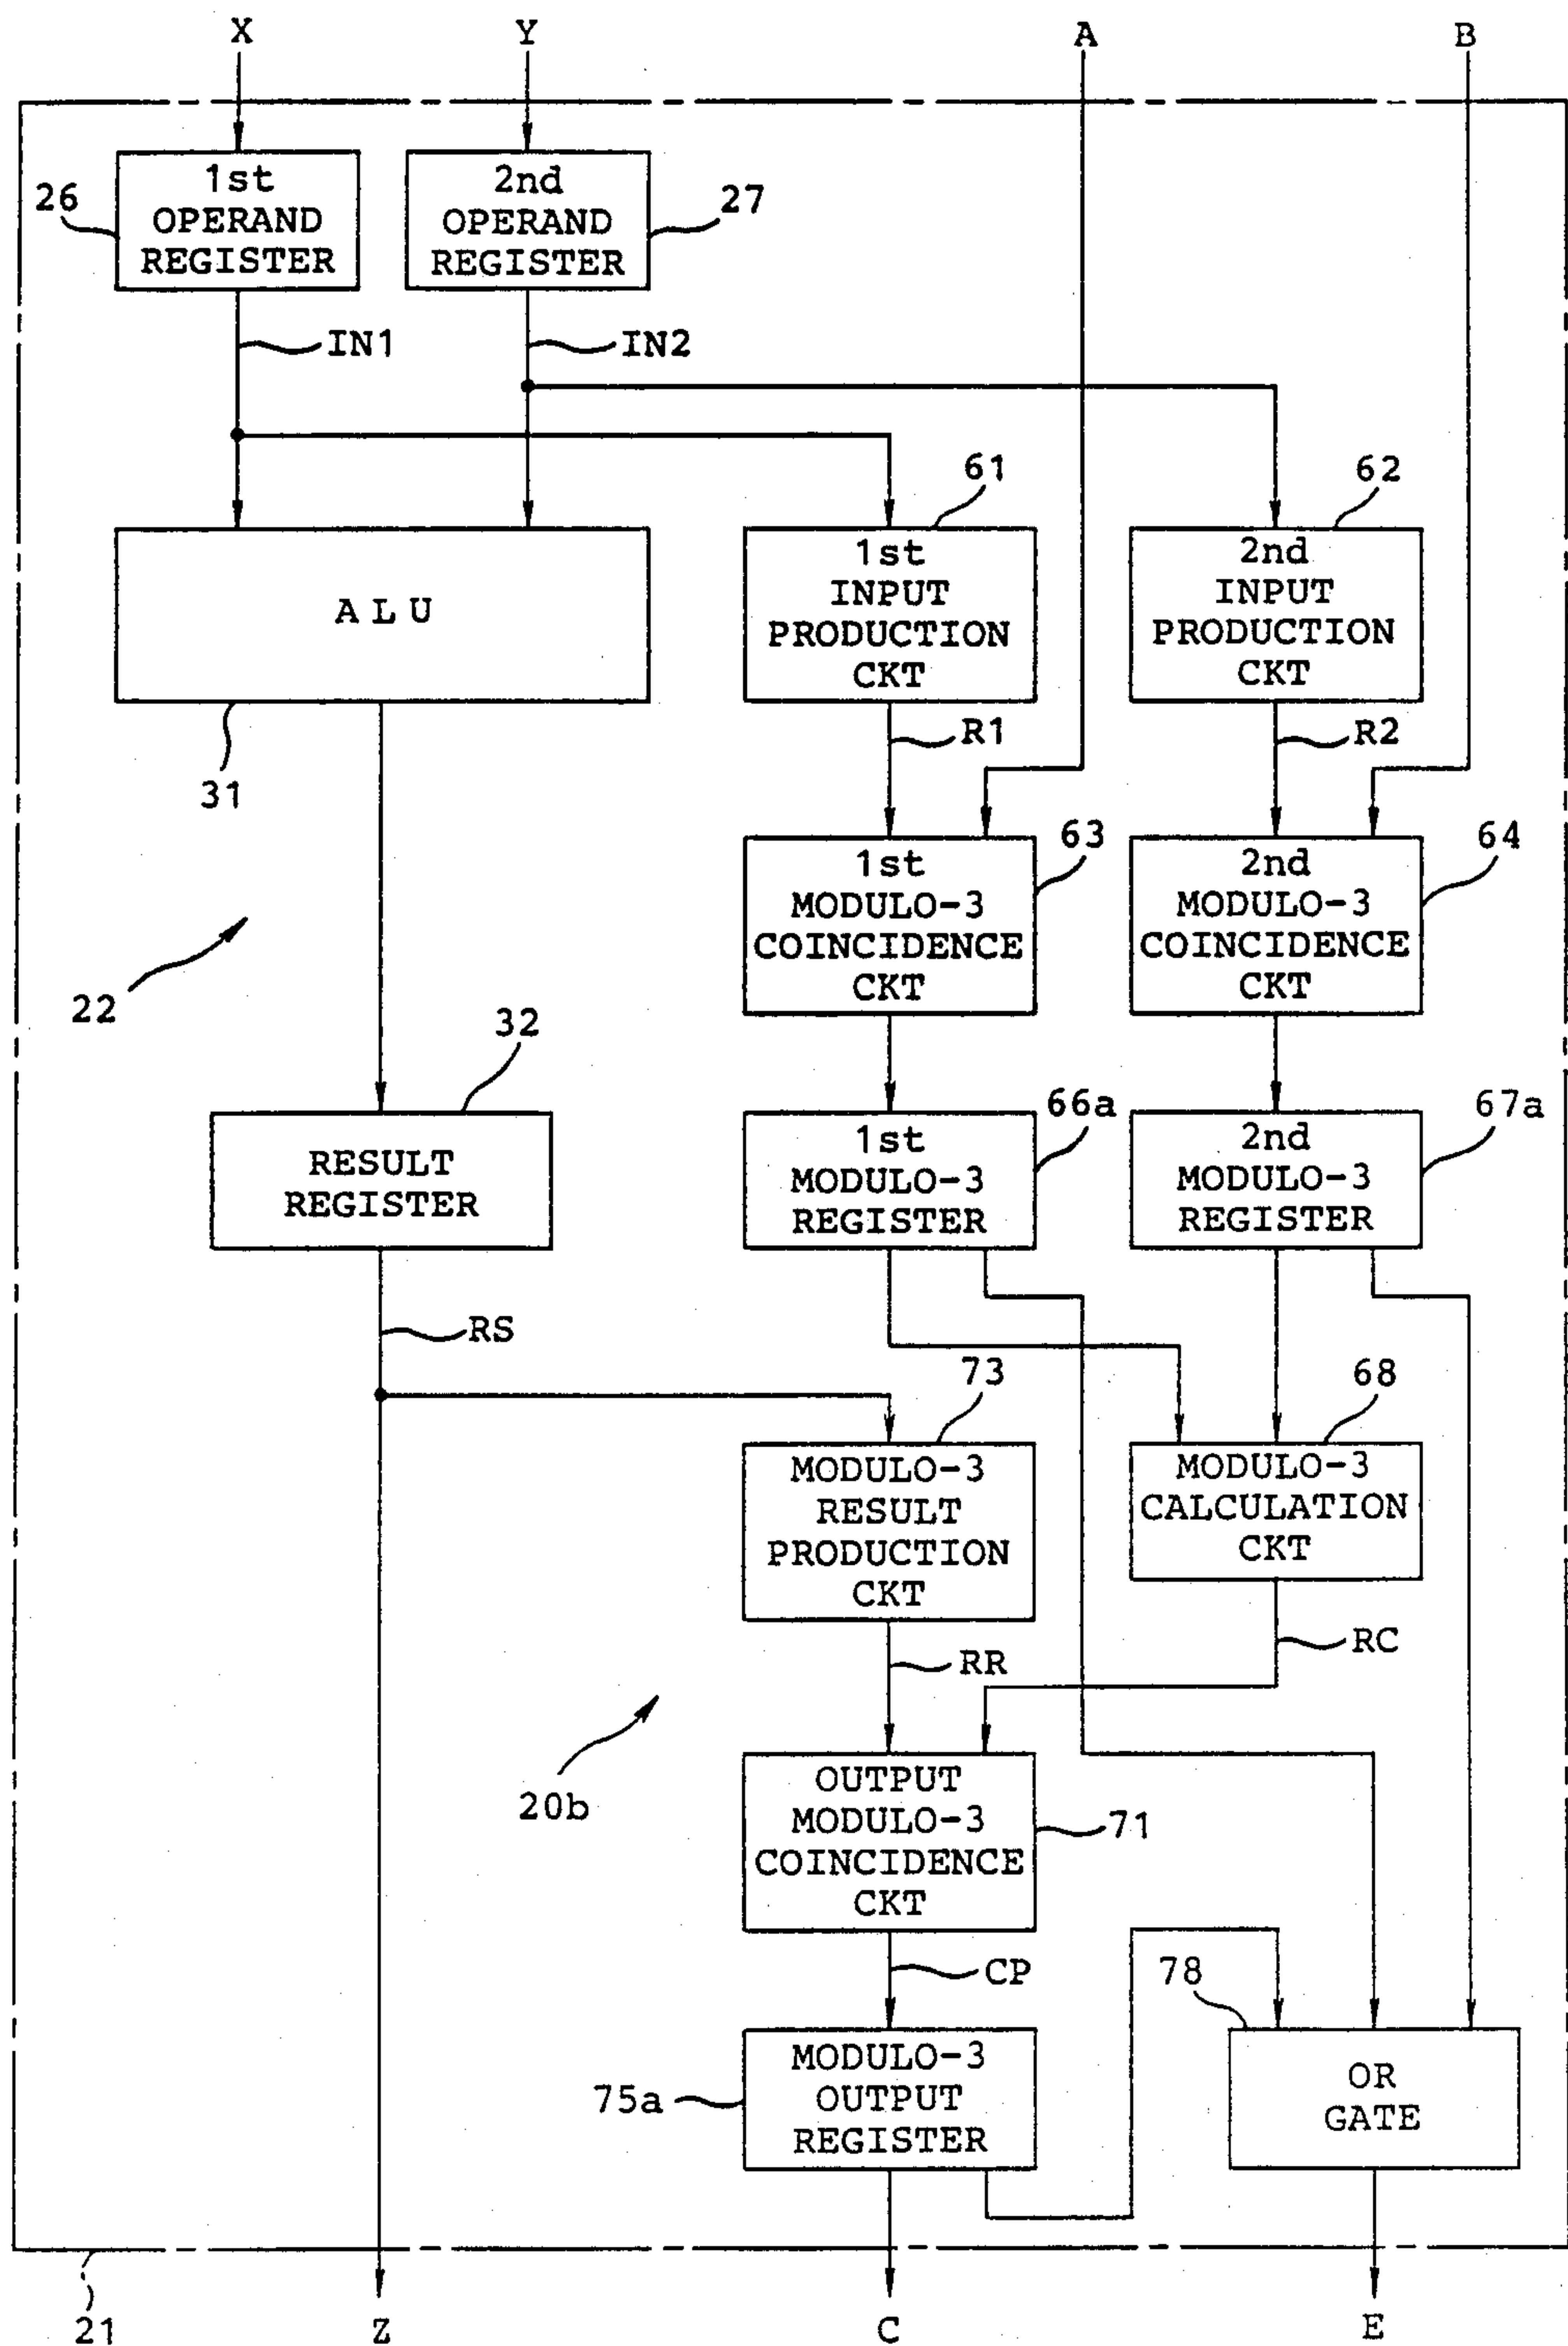 X
Y
A
B
1st
OPERAND
REGISTER
26
2nd
OPERAND
REGISTER
27
IN1
IN2
61
62
ALU
31
1st
INPUT
PRODUCTION
CKT
2nd
INPUT
PRODUCTION
CKT
R1
R2
63
64
1st
MODULO-3
COINCIDENCE
CKT
2nd
MODULO-3
COINCIDENCE
CKT
22
32
66a
67a
RESULT
REGISTER
1st
MODULO-3
REGISTER
2nd
MODULO-3
REGISTER
RS
73
68
MODULO-3
RESULT
PRODUCTION
CKT
MODULO-3
CALCULATION
CKT
RR
RC
20b
OUTPUT
MODULO-3
COINCIDENCE
CKT
71
CP
78
75a
MODULO-3
OUTPUT
REGISTER
OR
GATE
21
Z
C
E